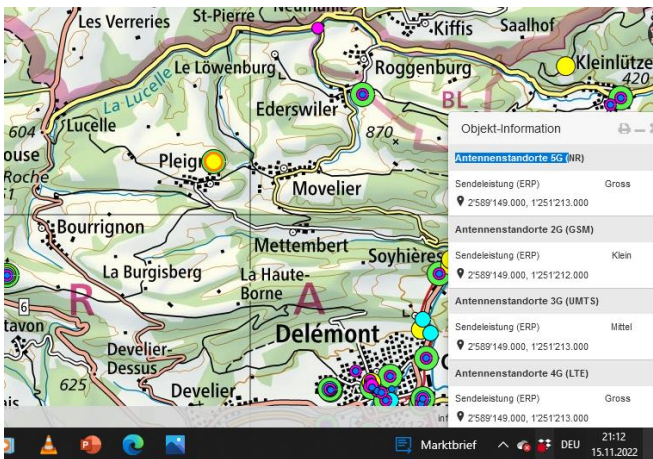 Les Verreries
St-Pierre
Kiffis
Saalhof
Le Löwenburg
Roggenburg
Kleinlütze
420
La Lucelle
Ederswiler
BL
604
Lucelle
870
ouse
Roche
51
Pleig
Movelier
Bourrignon
Mettembert
Soyhières
La Burgisberg
La Haute-
Borne
R
A
6
tavon
Develier-
Dessus
Delémont
625
Develier
Objekt-Information
Antennenstandorte 5G (NR)
Sendeleistung (ERP) Gross
2'589'149.000, 1'251'213.000
Antennenstandorte 2G (GSM)
Sendeleistung (ERP) Klein
2'589'149.000, 1'251'212.000
Antennenstandorte 3G (UMTS)
Sendeleistung (ERP) Mittel
2'589'149.000, 1'251'213.000
Antennenstandorte 4G (LTE)
Sendeleistung (ERP) Gross
2'589'149.000, 1'251'213.000
Marktbrief
DEU
21:12
15.11.2022